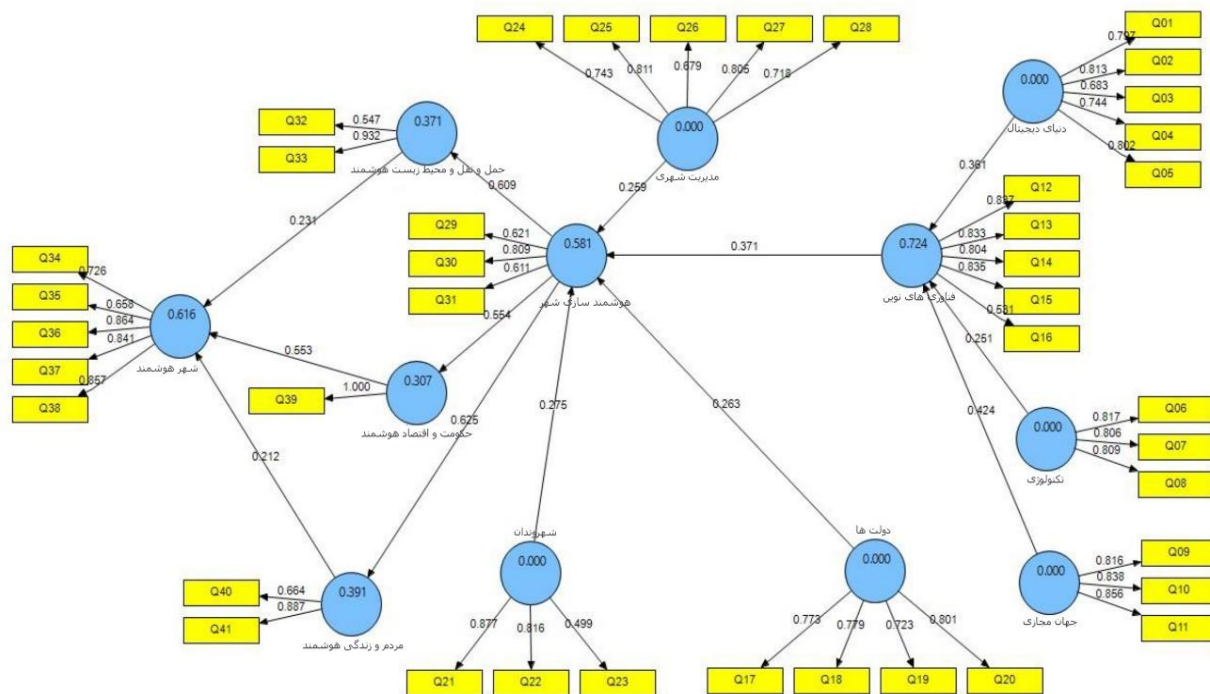 Q24
Q25
Q26
Q27
Q28
0.743
0.811
0.679
0.805
0.718
0.000
مدیریت شهری
0.259
Q01
Q02
Q03
Q04
Q05
0.797
0.813
0.683
0.744
0.802
0.000
دنیای دیجیتال
0.361
Q32
Q33
0.547
0.932
0.371
حمل و نقل و محیط زیست هوشمند
0.609
0.231
Q12
Q13
Q14
Q15
Q16
0.833
0.804
0.835
0.531
0.724
فناوری های نوین
0.371
Q29
Q30
Q31
0.621
0.809
0.611
0.581
هوشمند سازی شهر
0.554
Q34
Q35
Q36
Q37
Q38
0.726
0.658
0.864
0.841
0.857
0.616
شهر هوشمند
0.553
Q39
1.000
0.307
حکومت و اقتصاد هوشمند
0.625
0.275
0.263
0.251
0.424
0.212
Q06
Q07
Q08
0.817
0.806
0.809
0.000
تکنولوژی
Q09
Q10
Q11
0.816
0.838
0.856
0.000
جهان مجازی
دولت ها
0.000
0.773
0.779
0.723
0.801
Q17
Q18
Q19
Q20
شهروندان
0.000
0.877
0.816
0.499
Q21
Q22
Q23
Q40
Q41
0.664
0.887
0.391
مردم و زندگی هوشمند